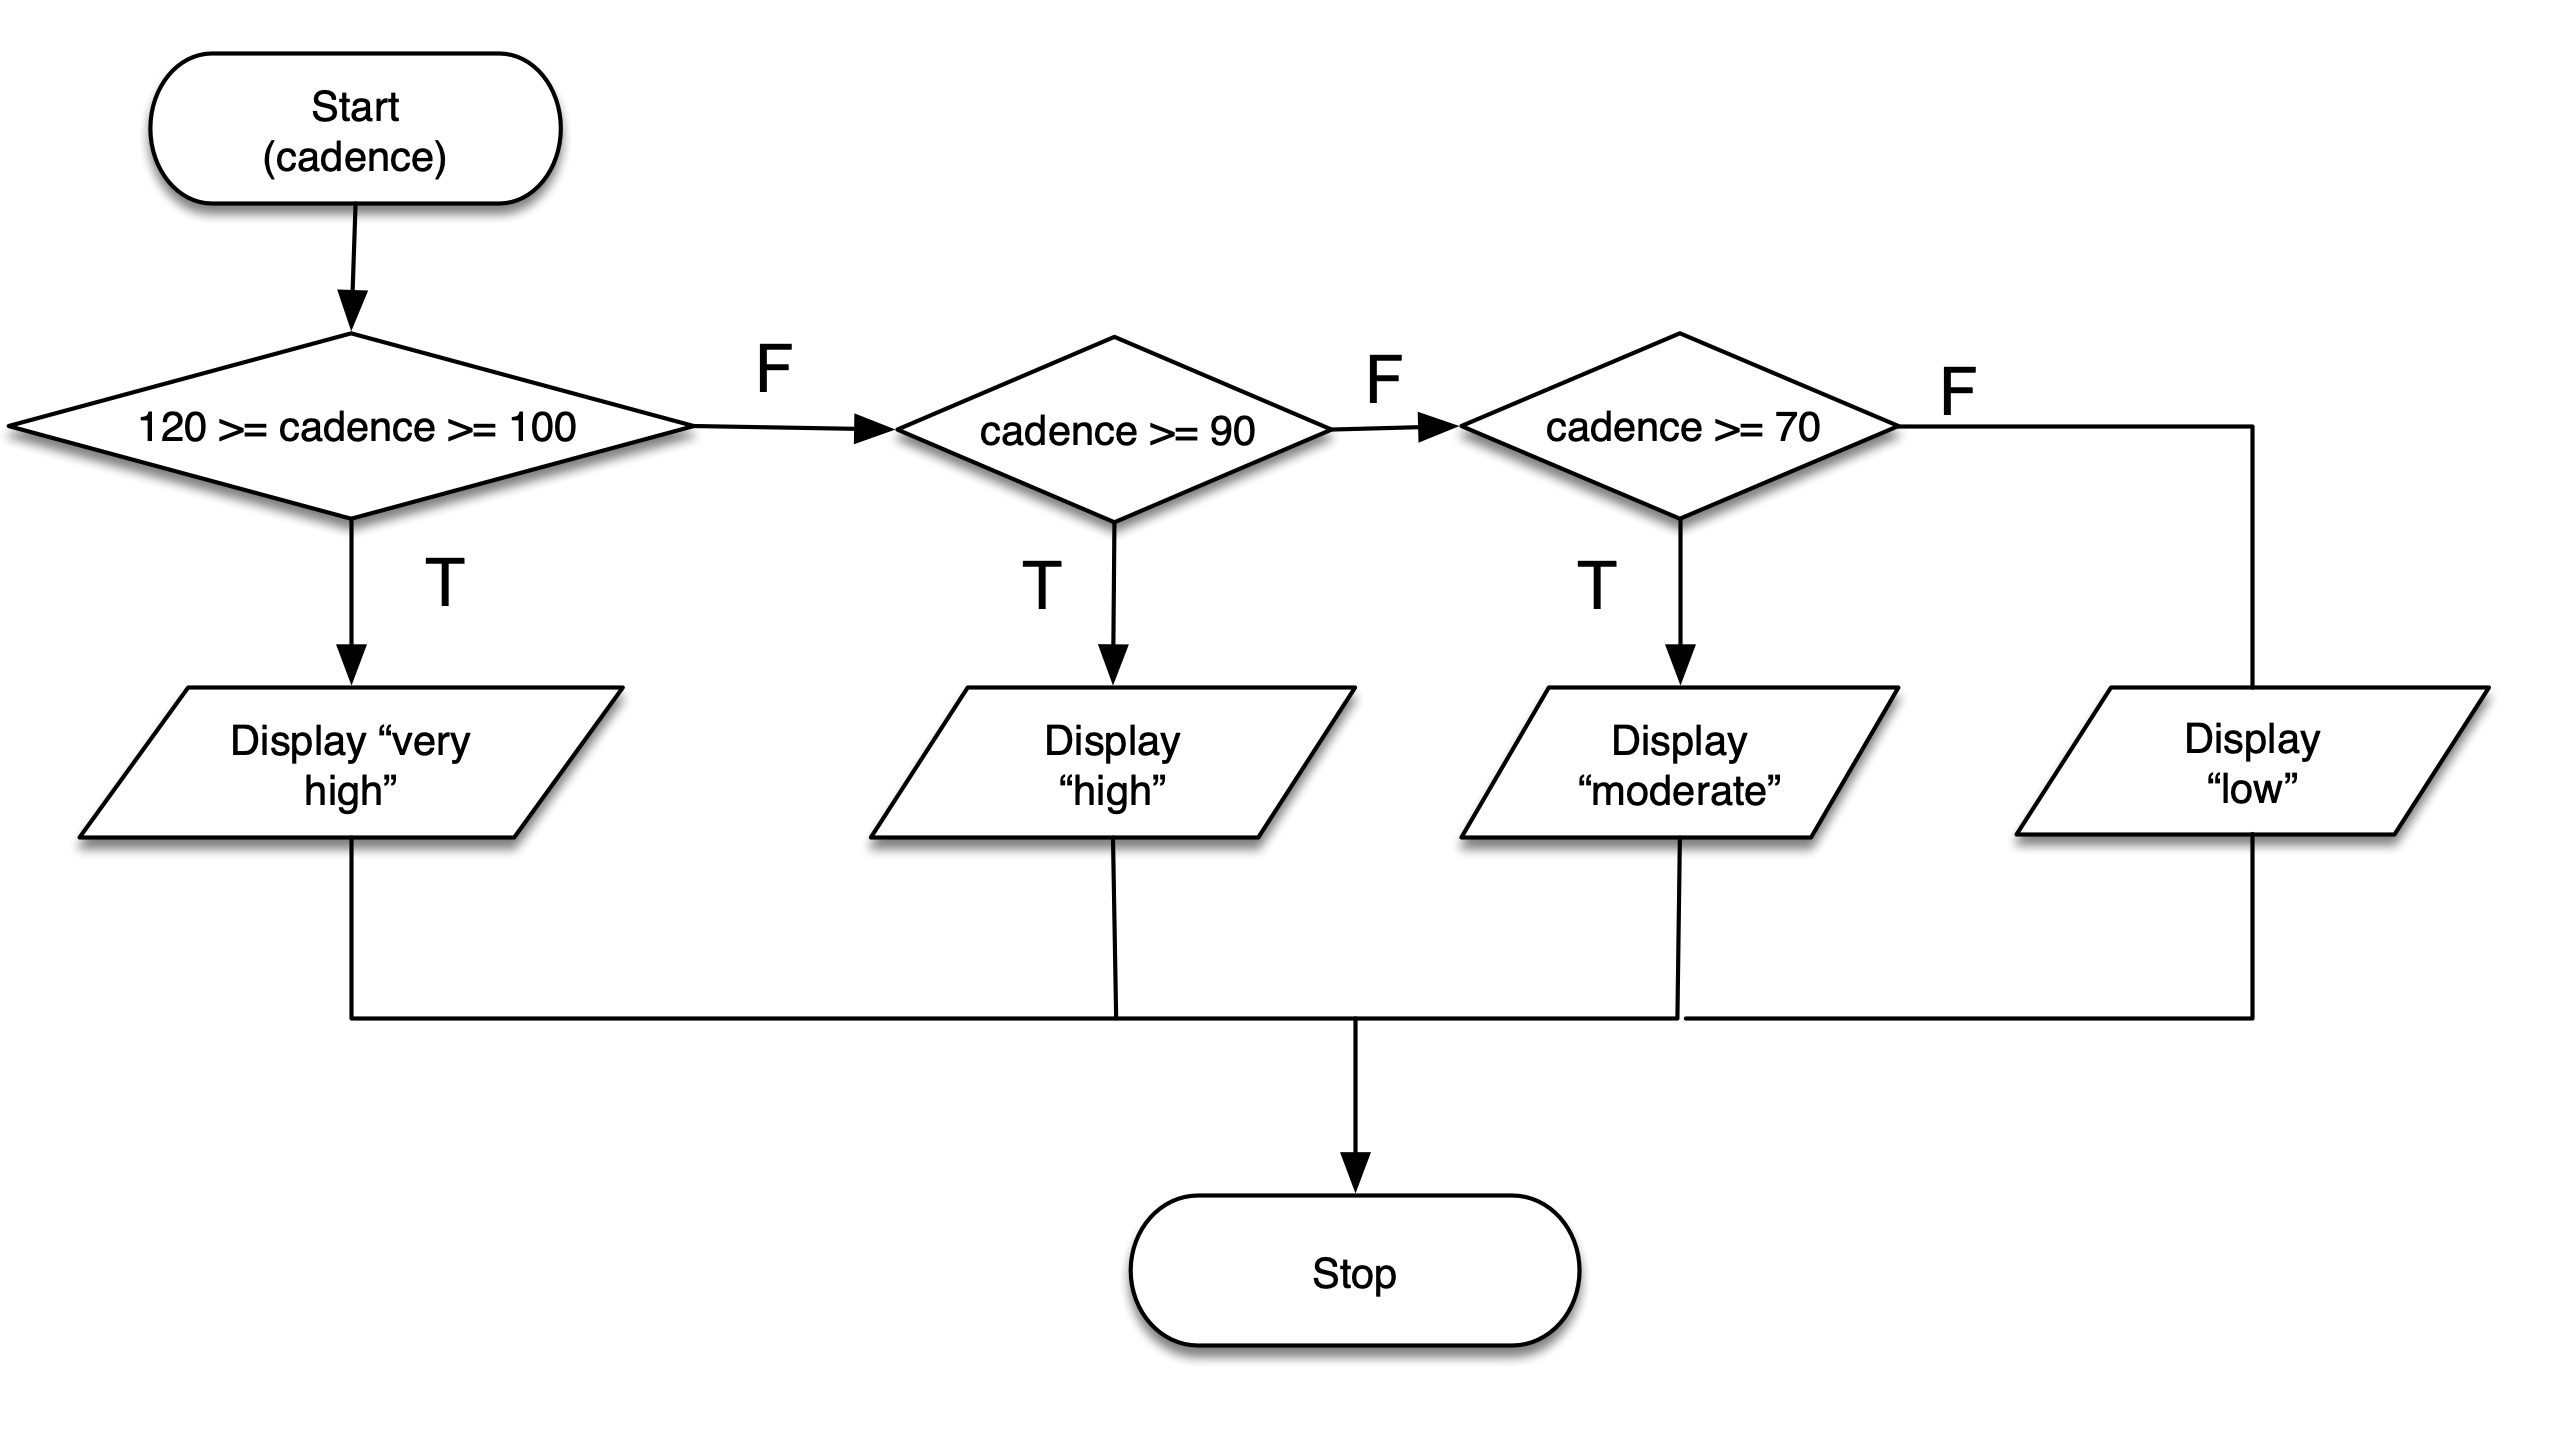 Start
(cadence)
120 >= cadence >= 100
F
cadence >= 90
F
cadence >= 70
F
T
T
T
Display “very
high”
Display
“high”
Display
“moderate”
Display
“low”
Stop